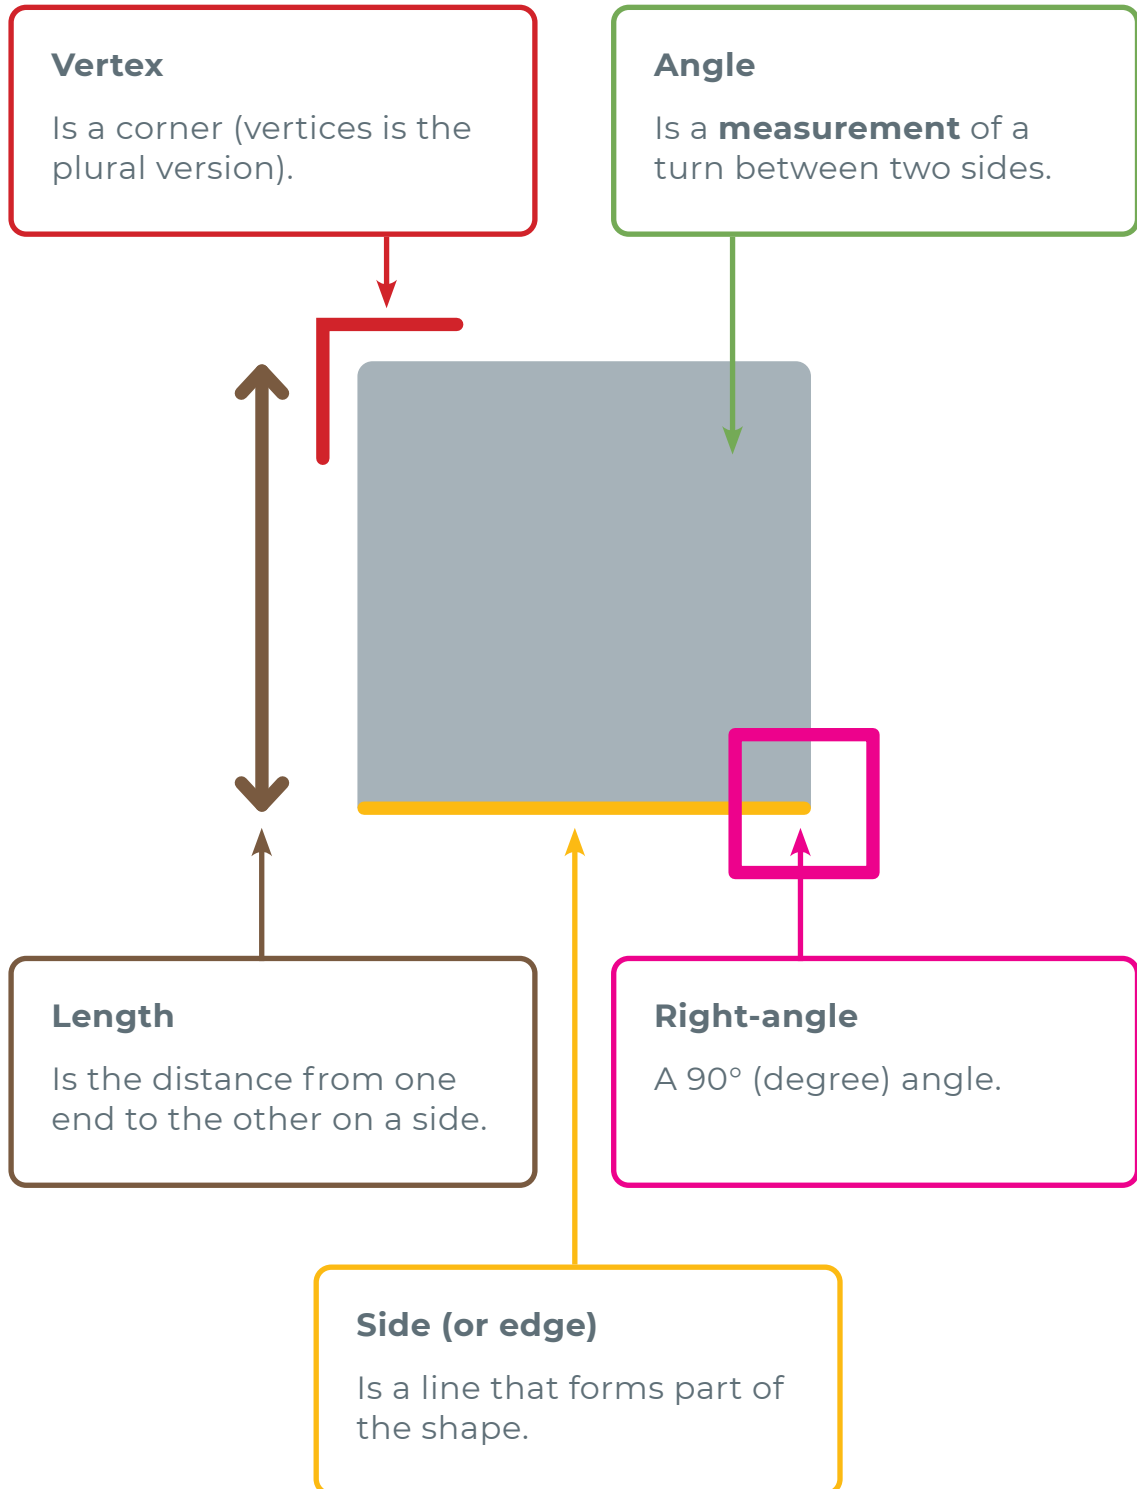 Vertex
Is a corner (vertices is the
plural version).
Angle
Is a measurement of a
turn between two sides.
Length
Is the distance from one
end to the other on a side.
Right-angle
A 90° (degree) angle.
Side (or edge)
Is a line that forms part of
the shape.